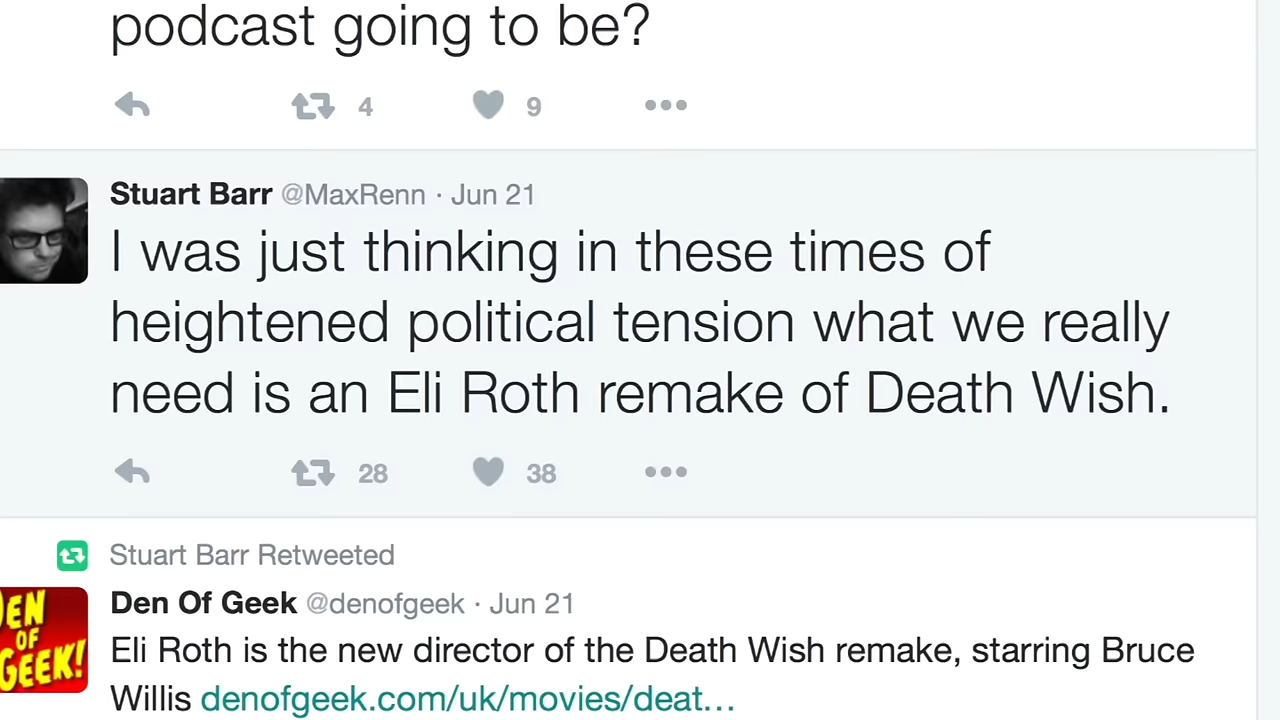 podcast going to be?
4 9
Stuart Barr @MaxRenn · Jun 21
I was just thinking in these times of
heightened political tension what we really
need is an Eli Roth remake of Death Wish.
28 38
Stuart Barr Retweeted
Den Of Geek @denofgeek · Jun 21
DEN
OF
GEEK!
Eli Roth is the new director of the Death Wish remake, starring Bruce
Willis denofgeek.com/uk/movies/deat…